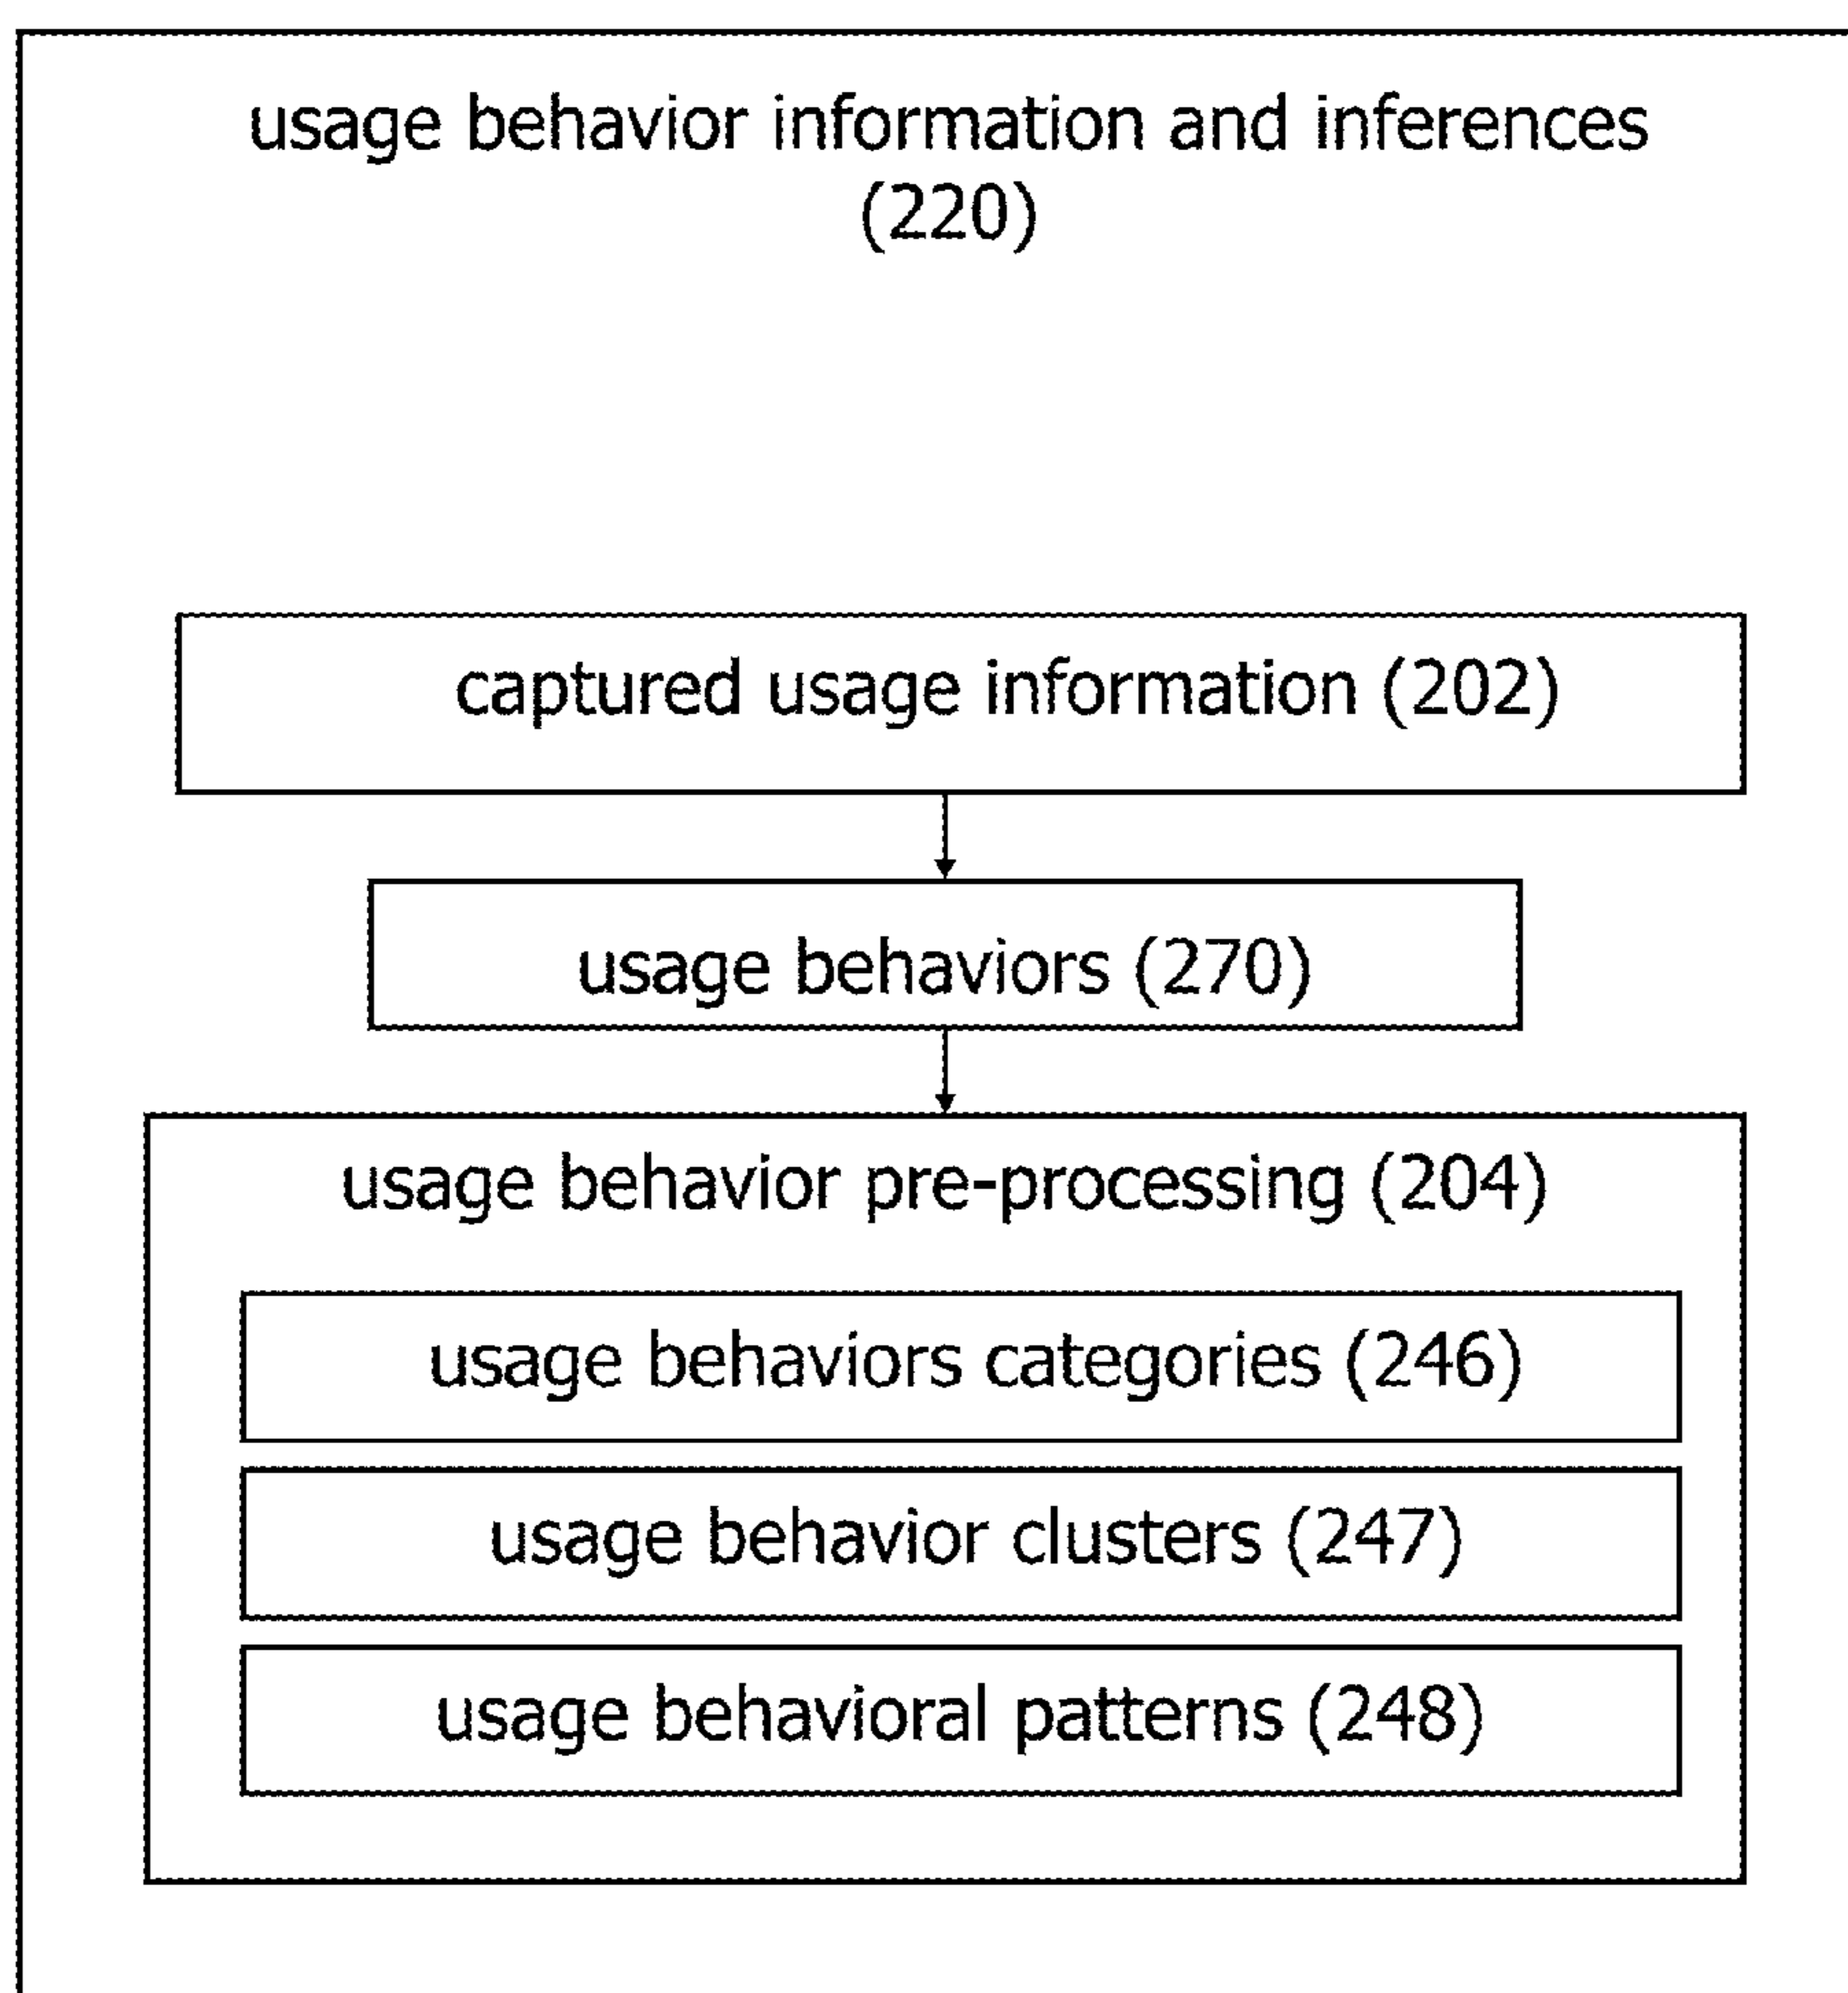 usage behavior information and inferences
(220)
captured usage information (202)
usage behaviors (270)
usage behavior pre-processing (204)
usage behaviors categories (246)
usage behavior clusters (247)
usage behavioral patterns (248)